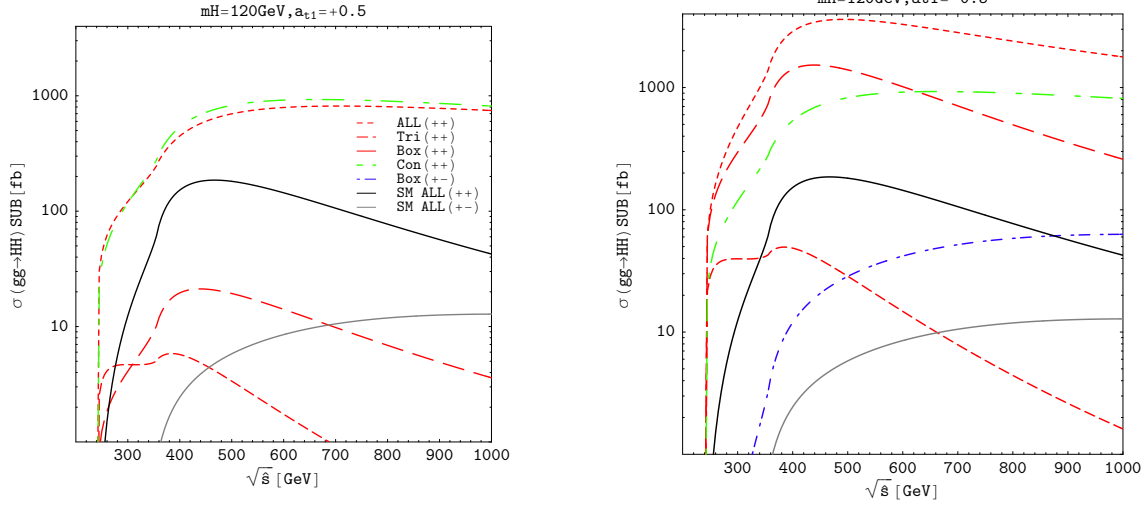 mH=120GeV,a_{t1}=+0.5
σ(gg→HH)SUB[fb]
1000
100
10
ALL(++)
Tri(++)
Box(++)
Con(++)
Box(+-)
SM ALL(++)
SM ALL(+-)
300 400 500 600 700 800 900 1000
√ŝ[GeV]
σ(gg→HH)SUB[fb]
1000
100
10
300 400 500 600 700 800 900 1000
√ŝ[GeV]